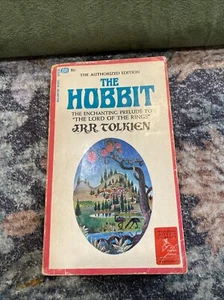 THE AUTHORIZED EDITION
THE
HOBBIT
THE ENCHANTING PRELUDE TO
"THE LORD OF THE RINGS"
J.R.R. TOLKIEN